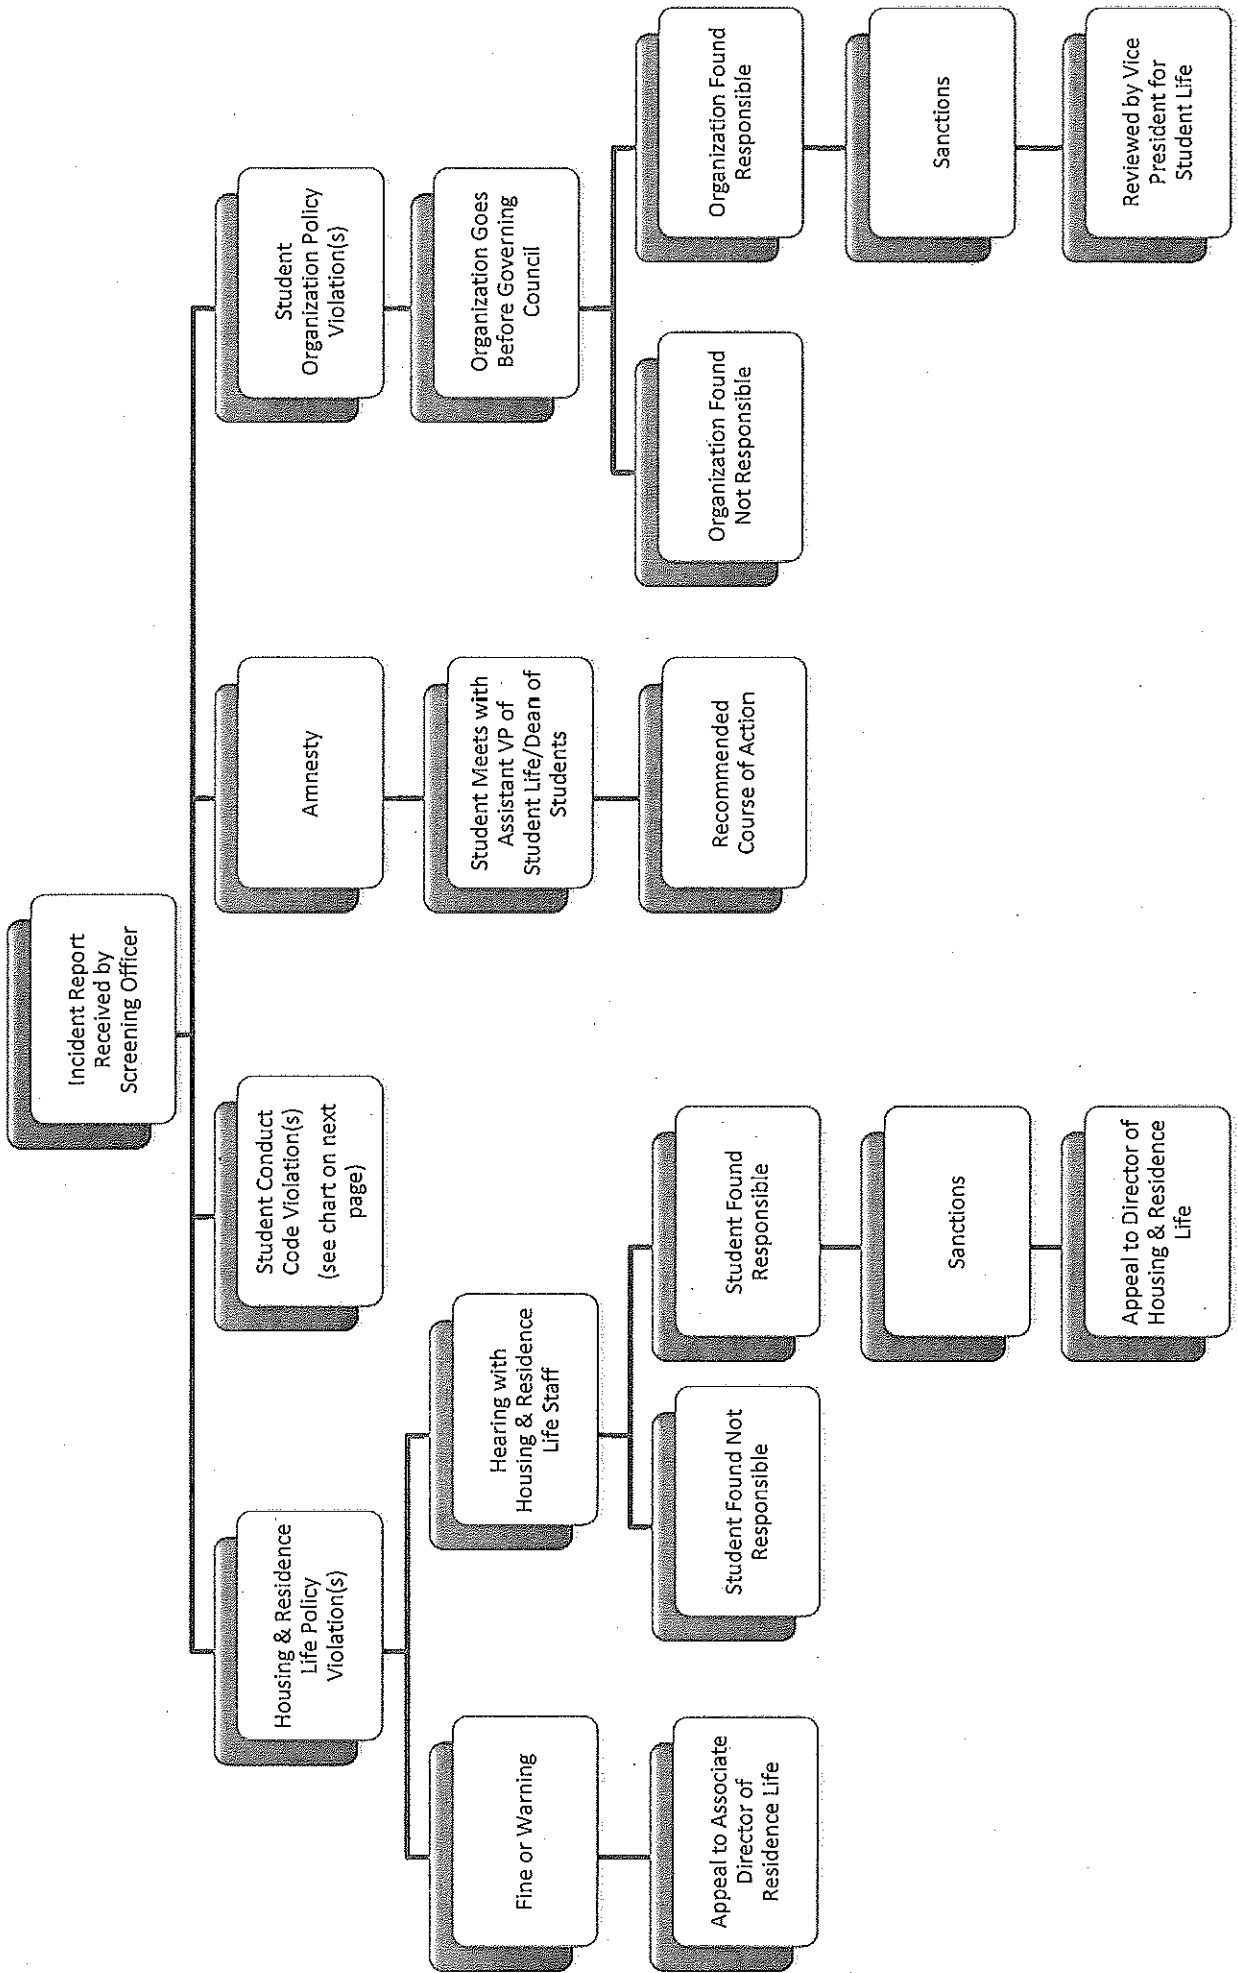 Incident Report
Received by
Screening Officer
Housing & Residence
Life Policy
Violation(s)
Student Conduct
Code Violation(s)
(see chart on next
page)
Amnesty
Student
Organization Policy
Violation(s)
Fine or Warning
Hearing with
Housing & Residence
Life Staff
Student Meets with
Assistant VP of
Student Life/Dean of
Students
Organization Goes
Before Governing
Council
Appeal to Associate
Director of
Residence Life
Student Found Not
Responsible
Student Found
Responsible
Recommended
Course of Action
Organization Found
Not Responsible
Organization Found
Responsible
Sanctions
Sanctions
Appeal to Director of
Housing & Residence
Life
Reviewed by Vice
President for
Student Life